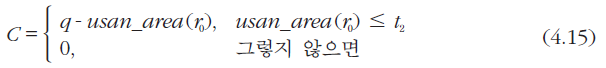 C = { q - usan_area(r₀), usan_area(r₀) ≤ t₂
0, 그렇지 않으면 (4.15)